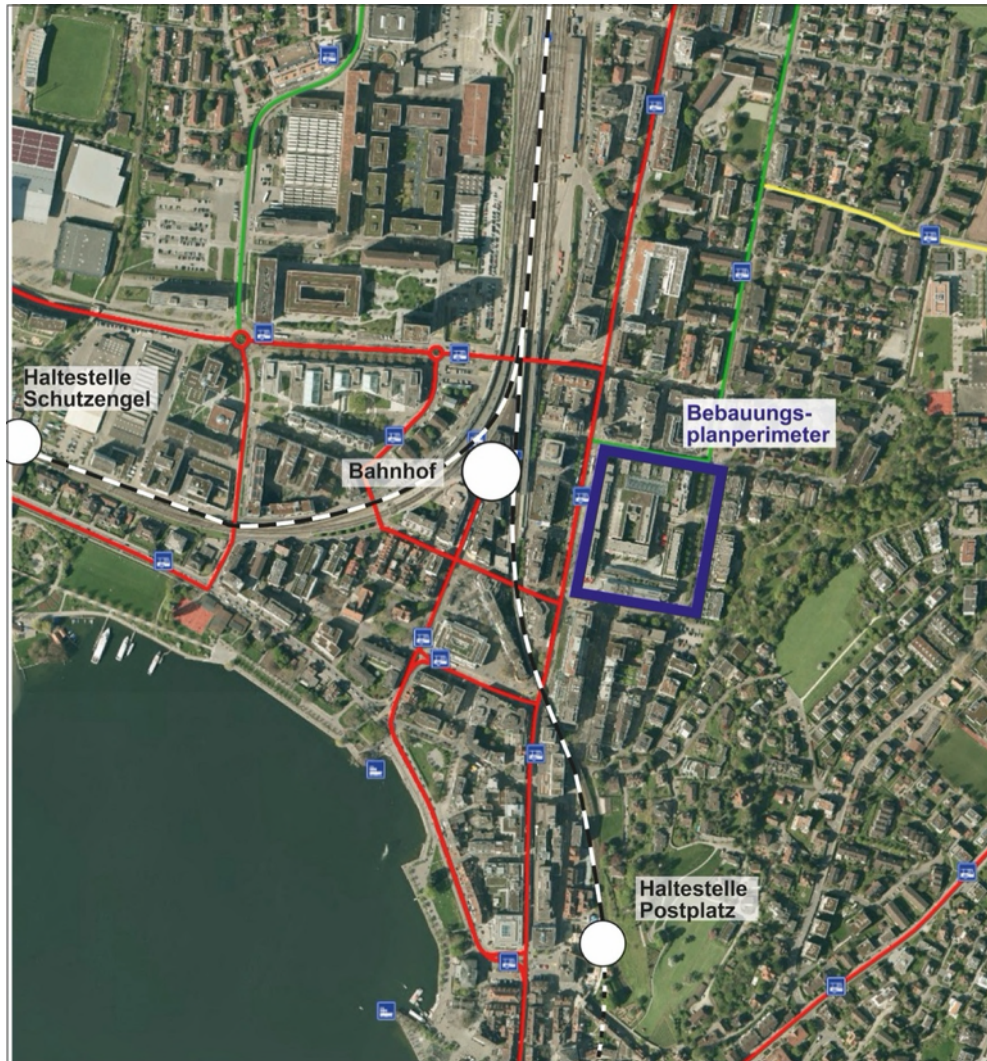 Haltestelle
Schutzengel
Bebauungs-
planperimeter
Bahnhof
Haltestelle
Postplatz